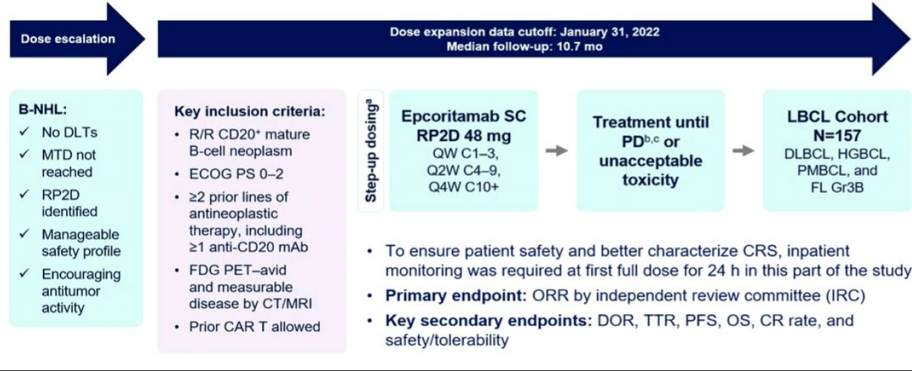 Dose escalation
Dose expansion data cutoff: January 31, 2022
Median follow-up: 10.7 mo
B-NHL:
✓ No DLTs
✓ MTD not
reached
✓ RP2D
identified
✓ Manageable
safety profile
✓ Encouraging
antitumor
activity
Key inclusion criteria:
• R/R CD20⁺ mature
B-cell neoplasm
• ECOG PS 0–2
• ≥2 prior lines of
antineoplastic
therapy, including
≥1 anti-CD20 mAb
• FDG PET–avid
and measurable
disease by CT/MRI
• Prior CAR T allowed
Step-up dosingᵃ
Epcoritamab SC
RP2D 48 mg
QW C1–3,
Q2W C4–9,
Q4W C10+
Treatment until
PDᵇ,ᶜ or
unacceptable
toxicity
LBCL Cohort
N=157
DLBCL, HGBCL,
PMBCL, and
FL Gr3B
• To ensure patient safety and better characterize CRS, inpatient
monitoring was required at first full dose for 24 h in this part of the study
• Primary endpoint: ORR by independent review committee (IRC)
• Key secondary endpoints: DOR, TTR, PFS, OS, CR rate, and
safety/tolerability